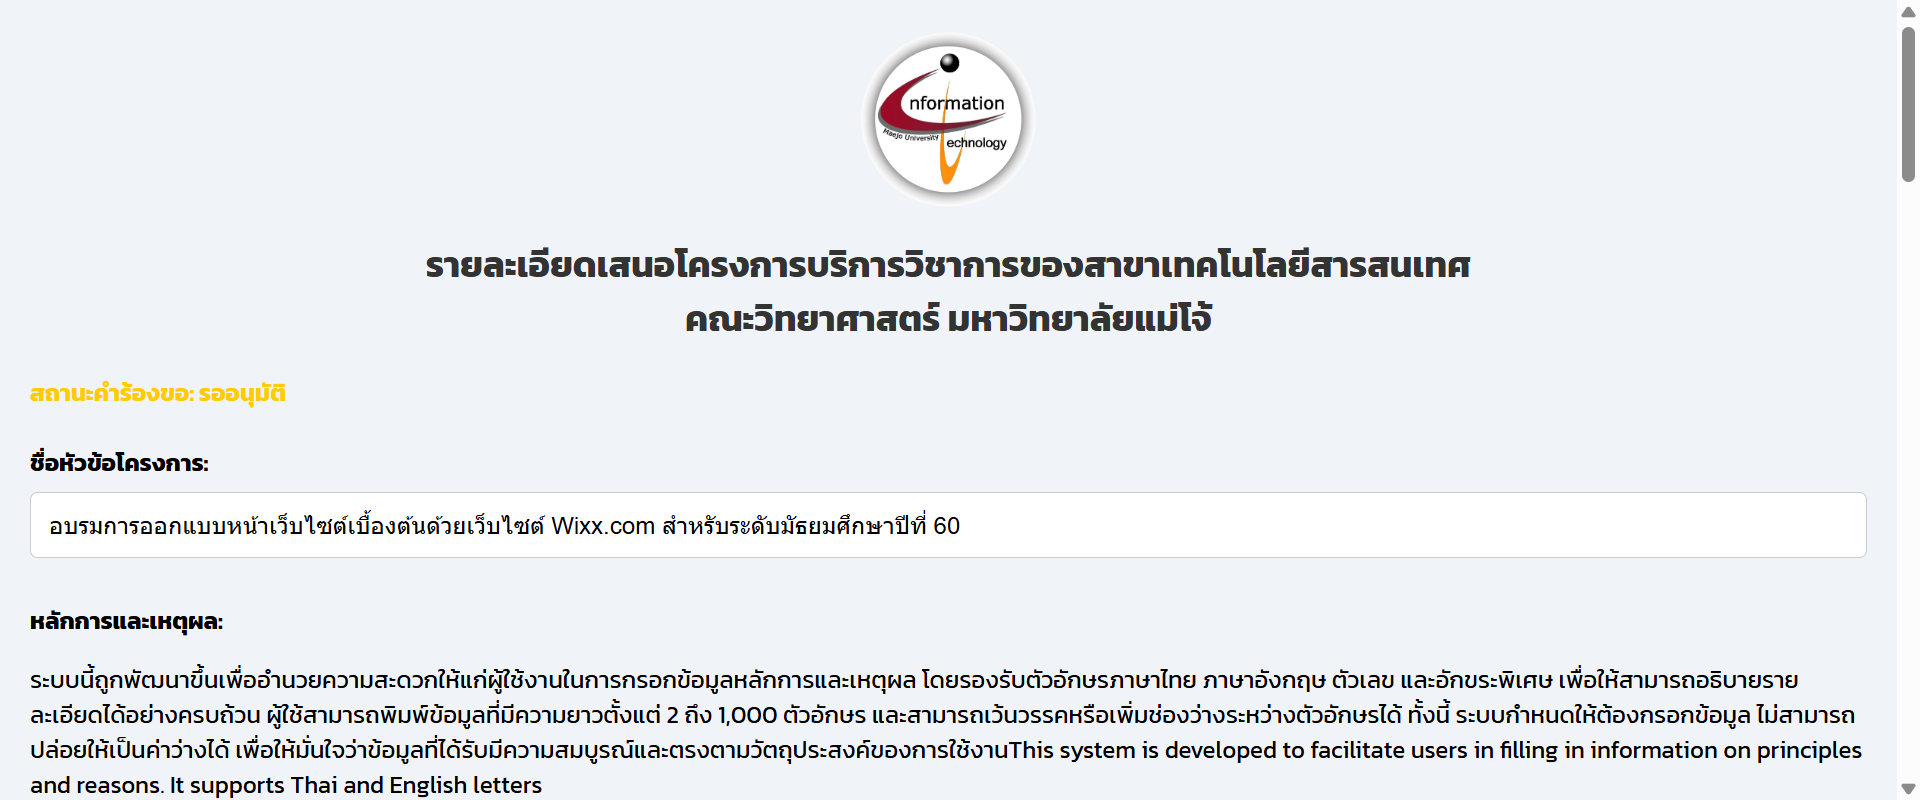 nformation
Maejo University
echnology
รายละเอียดเสนอโครงการบริการวิชาการของสาขาเทคโนโลยีสารสนเทศ
คณะวิทยาศาสตร์ มหาวิทยาลัยแม่โจ้
สถานะคำร้องขอ: รออนุมัติ
ชื่อหัวข้อโครงการ:
อบรมการออกแบบหน้าเว็บไซต์เบื้องต้นด้วยเว็บไซต์ Wixx.com สำหรับระดับมัธยมศึกษาปีที่ 60
หลักการและเหตุผล:
ระบบนี้ถูกพัฒนาขึ้นเพื่ออำนวยความสะดวกให้แก่ผู้ใช้งานในการกรอกข้อมูลหลักการและเหตุผล โดยรองรับตัวอักษรภาษาไทย ภาษาอังกฤษ ตัวเลข และอักขระพิเศษ เพื่อให้สามารถอธิบายราย
ละเอียดได้อย่างครบถ้วน ผู้ใช้สามารถพิมพ์ข้อมูลที่มีความยาวตั้งแต่ 2 ถึง 1,000 ตัวอักษร และสามารถเว้นวรรคหรือเพิ่มช่องว่างระหว่างตัวอักษรได้ ทั้งนี้ ระบบกำหนดให้ต้องกรอกข้อมูล ไม่สามารถ
ปล่อยให้เป็นค่าว่างได้ เพื่อให้มั่นใจว่าข้อมูลที่ได้รับมีความสมบูรณ์และตรงตามวัตถุประสงค์ของการใช้งานThis system is developed to facilitate users in filling in information on principles
and reasons. It supports Thai and English letters